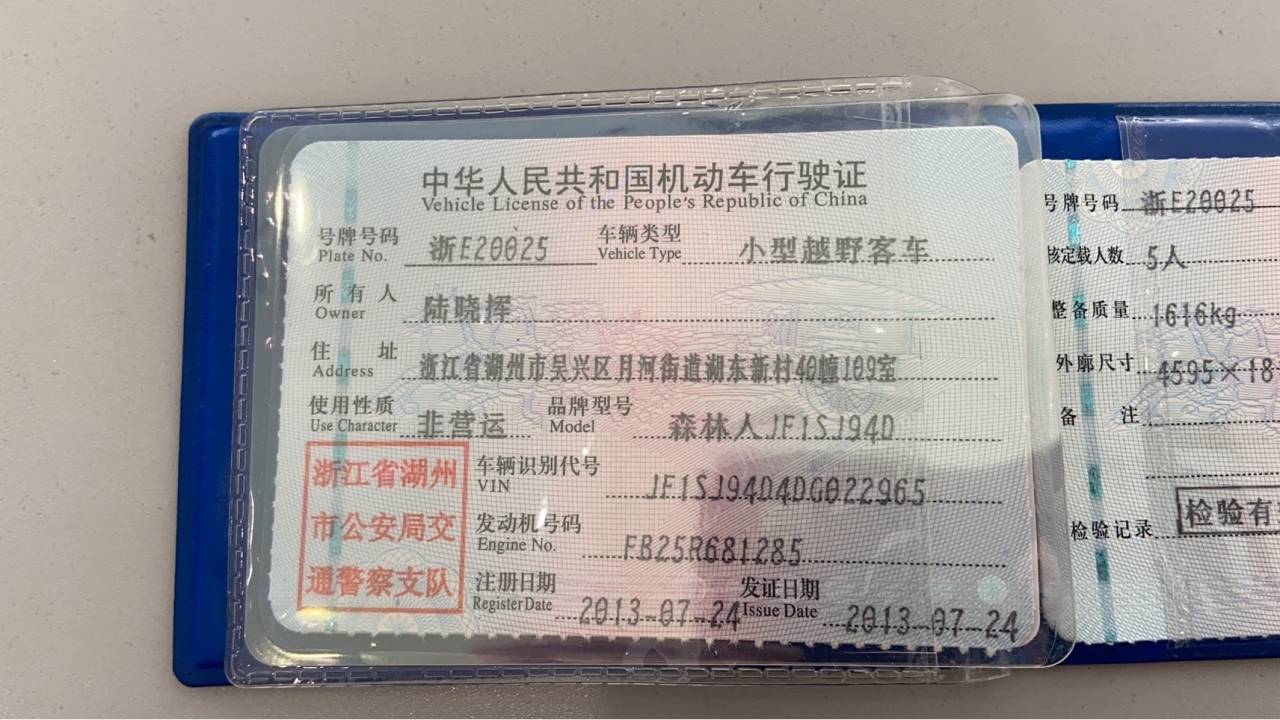 中华人民共和国机动车行驶证
Vehicle License of the People's Republic of China
号牌号码 浙E20025 车辆类型 小型越野客车
Plate No. Vehicle Type
所有人 陆晓挥
Owner
住址 浙江省湖州市吴兴区月河街道湖东新村40幢109室
Address
使用性质 非营运 品牌型号 森林人JF1SJ94D
Use Character Model
浙江省湖州
市公安局交
通警察支队
车辆识别代号 JF1SJ94D4DG022965
VIN
发动机号码 FB25R681285
Engine No.
注册日期 2013-07-24 发证日期 2013-07-24
Register Date Issue Date
号牌号码 浙E20025
核定载人数 5人
整备质量 1616kg
外廓尺寸 4595×18
备注
检验记录 检验有